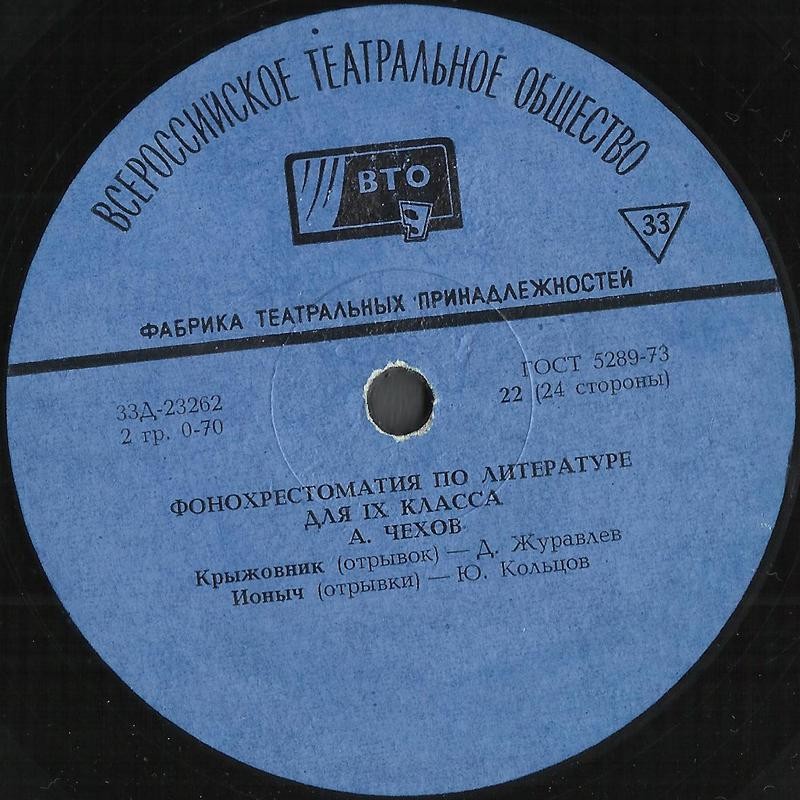 ВСЕРОССИЙСКОЕ ТЕАТРАЛЬНОЕ ОБЩЕСТВО
ВТО
33
ФАБРИКА ТЕАТРАЛЬНЫХ ПРИНАДЛЕЖНОСТЕЙ
33Д-23262
2 гр. 0-70
ГОСТ 5289-73
22 (24 стороны)
ФОНОХРЕСТОМАТИЯ ПО ЛИТЕРАТУРЕ
ДЛЯ IX КЛАССА
А. ЧЕХОВ
Крыжовник (отрывок) — Д. Журавлев
Ионыч (отрывки) — Ю. Кольцов